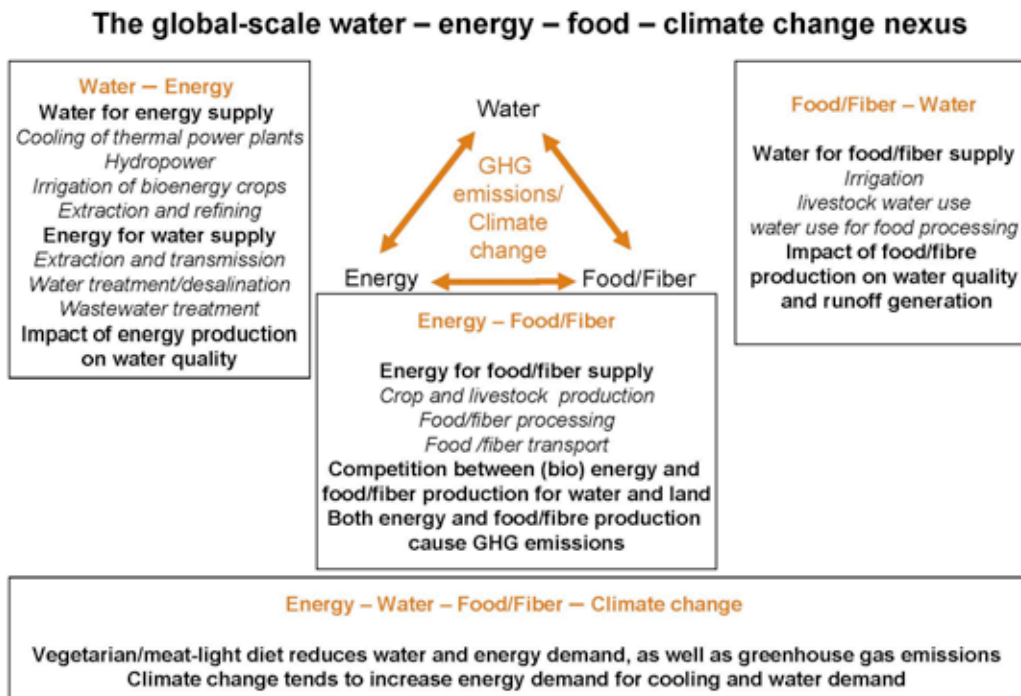 The global-scale water – energy – food – climate change nexus
Water – Energy
Water for energy supply
Cooling of thermal power plants
Hydropower
Irrigation of bioenergy crops
Extraction and refining
Energy for water supply
Extraction and transmission
Water treatment/desalination
Wastewater treatment
Impact of energy production
on water quality
Water
GHG
emissions/
Climate
change
Energy
Food/Fiber
Food/Fiber – Water
Water for food/fiber supply
Irrigation
livestock water use
water use for food processing
Impact of food/fibre
production on water quality
and runoff generation
Energy – Food/Fiber
Energy for food/fiber supply
Crop and livestock production
Food/fiber processing
Food /fiber transport
Competition between (bio) energy and
food/fiber production for water and land
Both energy and food/fibre production
cause GHG emissions
Energy – Water – Food/Fiber – Climate change
Vegetarian/meat-light diet reduces water and energy demand, as well as greenhouse gas emissions
Climate change tends to increase energy demand for cooling and water demand